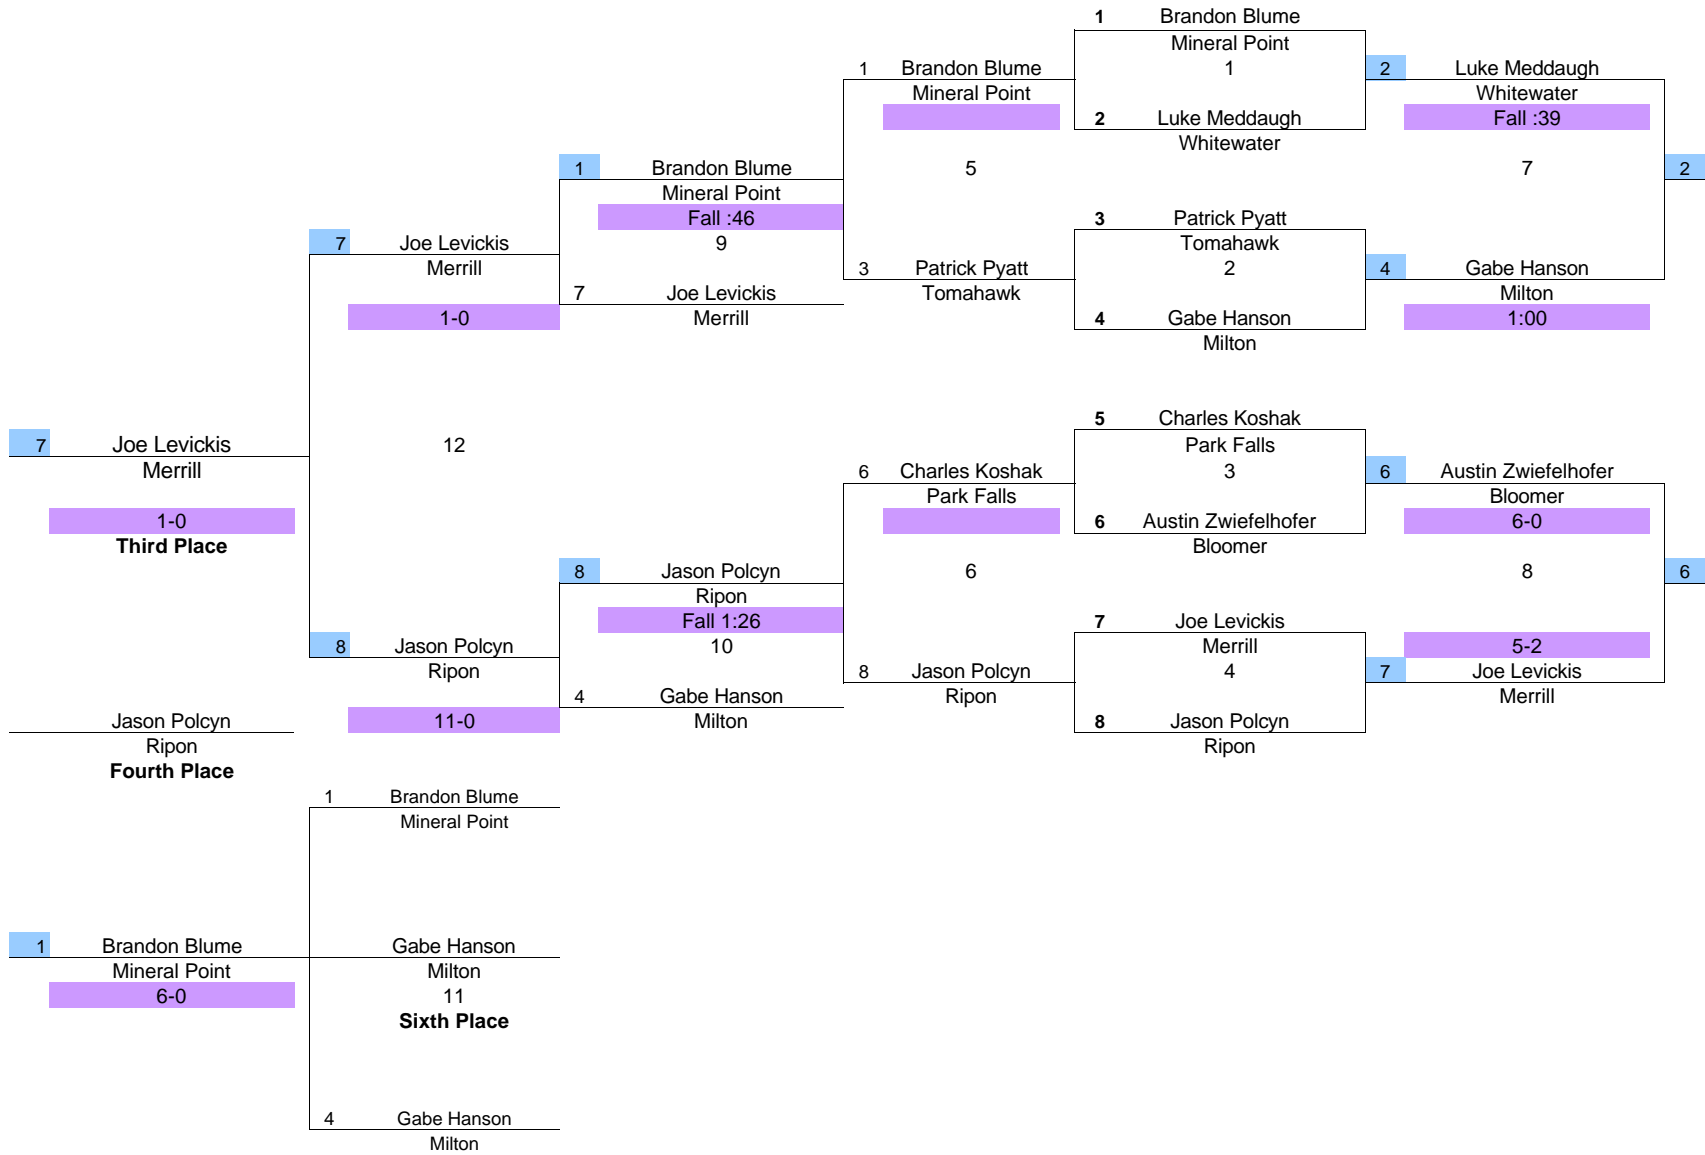 1 Brandon Blume
Mineral Point
1 Brandon Blume 1 2 Luke Meddaugh
Mineral Point Whitewater
2 Luke Meddaugh Fall :39
Whitewater
1 Brandon Blume 5 7 2
Mineral Point
Fall :46 3 Patrick Pyatt
7 Joe Levickis 9 Tomahawk
Merrill 3 Patrick Pyatt 2 4 Gabe Hanson
7 Joe Levickis Tomahawk Milton
1-0 Merrill 4 Gabe Hanson 1:00
Milton
5 Charles Koshak
7 Joe Levickis 12 Park Falls
Merrill 6 Charles Koshak 3 6 Austin Zwiefelhofer
Park Falls Bloomer
1-0 6 Austin Zwiefelhofer 6-0
Third Place Bloomer
8 Jason Polcyn 6 8 6
Ripon
Fall 1:26 7 Joe Levickis
8 Jason Polcyn 10 Merrill 5-2
Ripon 8 Jason Polcyn 4 7 Joe Levickis
4 Gabe Hanson Ripon Merrill
Jason Polcyn 11-0 Milton 8 Jason Polcyn
Ripon Ripon
Fourth Place
1 Brandon Blume
Mineral Point
1 Brandon Blume Gabe Hanson
Mineral Point Milton
6-0 11
Sixth Place
4 Gabe Hanson
Milton